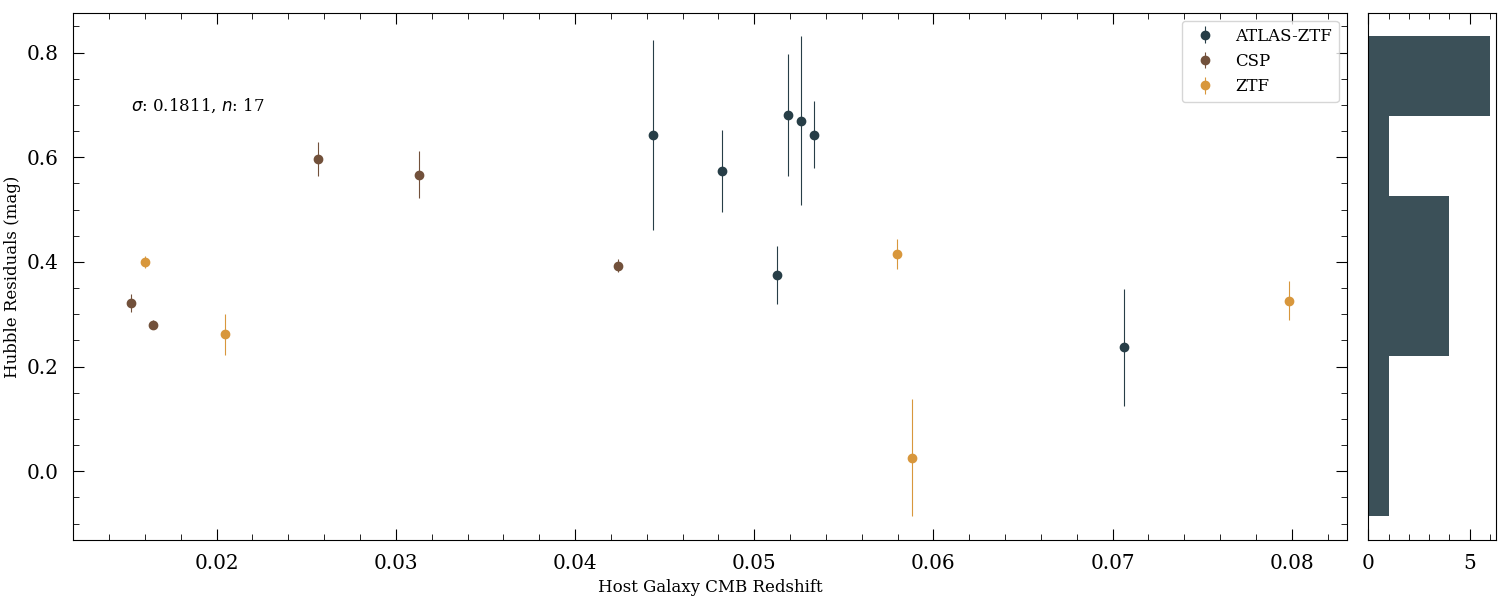 ATLAS-ZTF
CSP
ZTF
σ: 0.1811, n: 17
Hubble Residuals (mag)
0.8
0.6
0.4
0.2
0.0
0.02 0.03 0.04 0.05 0.06 0.07 0.08
Host Galaxy CMB Redshift
0 5